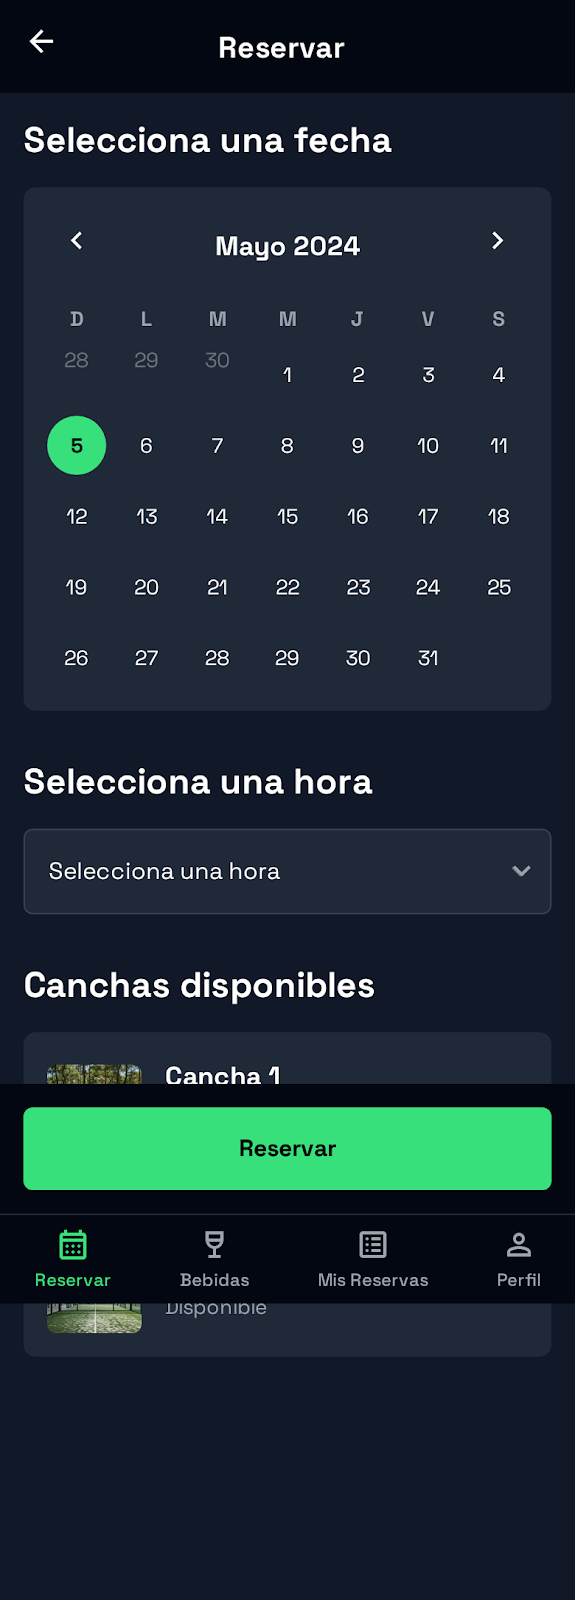 Reservar
Selecciona una fecha
Mayo 2024
D L M M J V S
28 29 30 1 2 3 4
5 6 7 8 9 10 11
12 13 14 15 16 17 18
19 20 21 22 23 24 25
26 27 28 29 30 31
Selecciona una hora
Selecciona una hora
Canchas disponibles
Cancha 1
Reservar
Reservar Bebidas Mis Reservas Perfil
Disponible